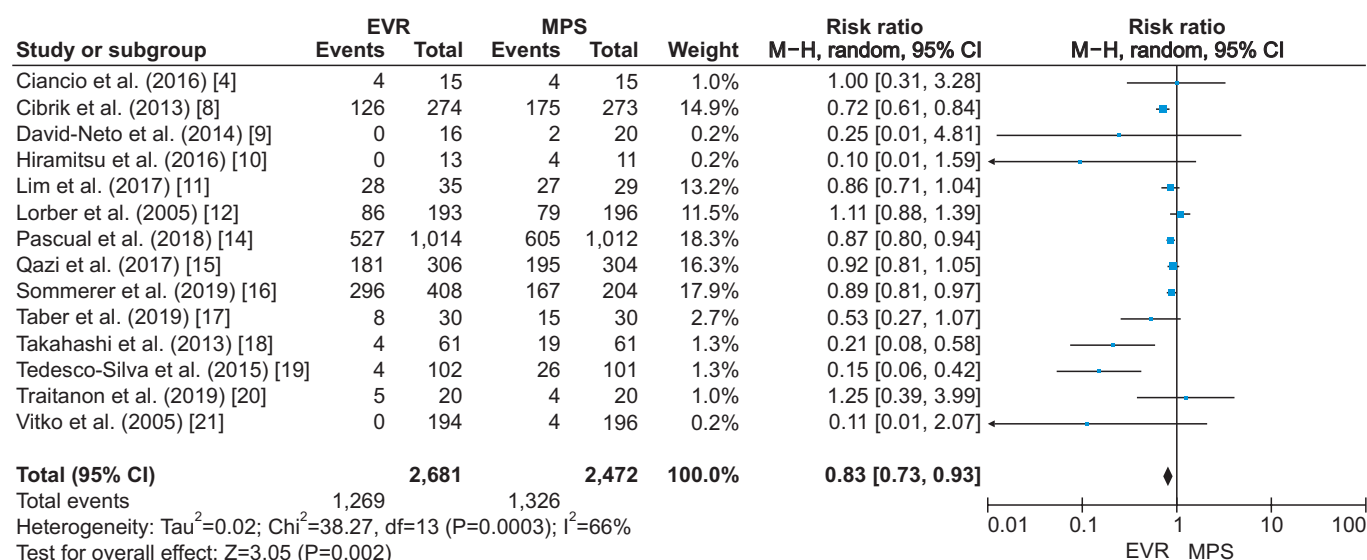 EVR MPS Risk ratio Risk ratio
Study or subgroup Events Total Events Total Weight M−H, random, 95% CI M−H, random, 95% CI
Ciancio et al. (2016) [4] 4 15 4 15 1.0% 1.00 [0.31, 3.28]
Cibrik et al. (2013) [8] 126 274 175 273 14.9% 0.72 [0.61, 0.84]
David-Neto et al. (2014) [9] 0 16 2 20 0.2% 0.25 [0.01, 4.81]
Hiramitsu et al. (2016) [10] 0 13 4 11 0.2% 0.10 [0.01, 1.59]
Lim et al. (2017) [11] 28 35 27 29 13.2% 0.86 [0.71, 1.04]
Lorber et al. (2005) [12] 86 193 79 196 11.5% 1.11 [0.88, 1.39]
Pascual et al. (2018) [14] 527 1,014 605 1,012 18.3% 0.87 [0.80, 0.94]
Qazi et al. (2017) [15] 181 306 195 304 16.3% 0.92 [0.81, 1.05]
Sommerer et al. (2019) [16] 296 408 167 204 17.9% 0.89 [0.81, 0.97]
Taber et al. (2019) [17] 8 30 15 30 2.7% 0.53 [0.27, 1.07]
Takahashi et al. (2013) [18] 4 61 19 61 1.3% 0.21 [0.08, 0.58]
Tedesco-Silva et al. (2015) [19] 4 102 26 101 1.3% 0.15 [0.06, 0.42]
Traitanon et al. (2019) [20] 5 20 4 20 1.0% 1.25 [0.39, 3.99]
Vitko et al. (2005) [21] 0 194 4 196 0.2% 0.11 [0.01, 2.07]
Total (95% CI) 2,681 2,472 100.0% 0.83 [0.73, 0.93]
Total events 1,269 1,326
Heterogeneity: Tau²=0.02; Chi²=38.27, df=13 (P=0.0003); I²=66%
Test for overall effect: Z=3.05 (P=0.002)
0.01 0.1 1 10 100
EVR MPS